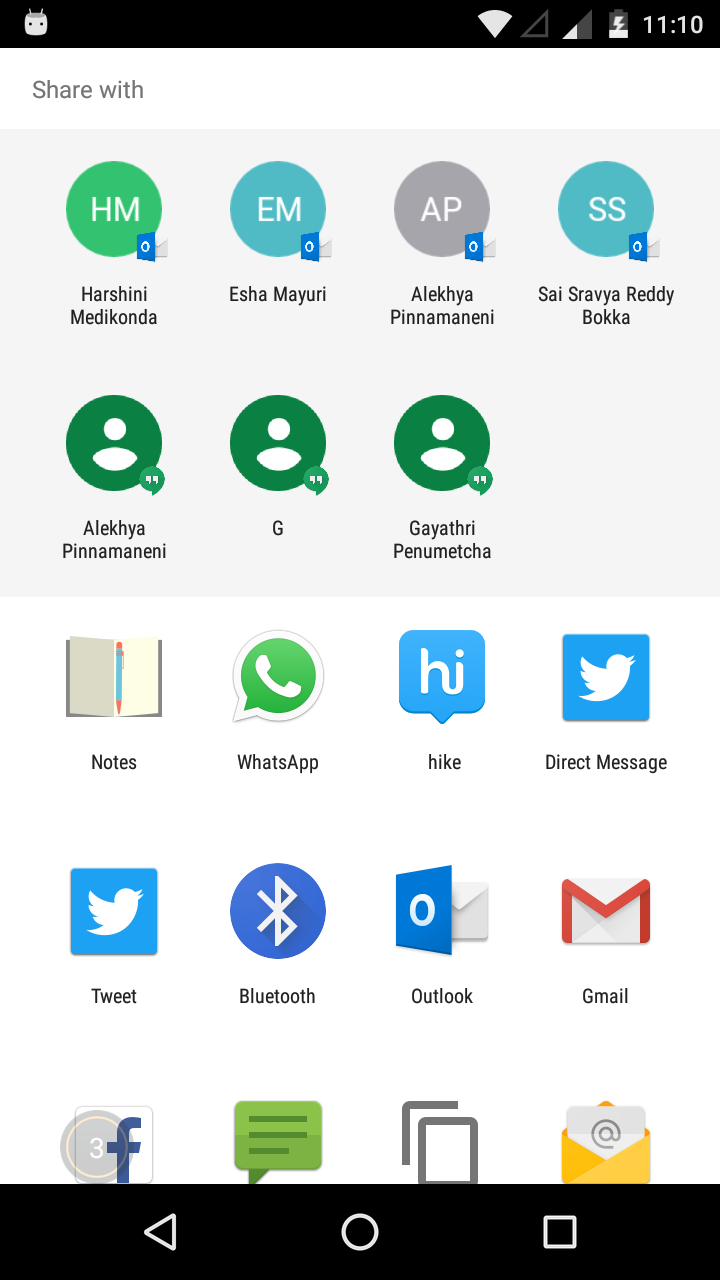 11:10
Share with
HM
EM
AP
SS
Harshini
Medikonda
Esha Mayuri
Alekhya
Pinnamaneni
Sai Sravya Reddy
Bokka
Alekhya
Pinnamaneni
G
Gayathri
Penumetcha
hi
Notes
WhatsApp
hike
Direct Message
Tweet
Bluetooth
Outlook
Gmail
3
f
@